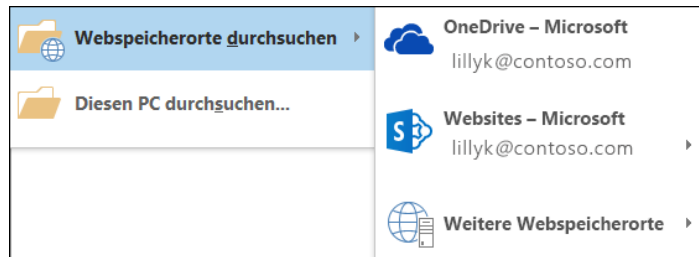 Webspeicherorte durchsuchen
Diesen PC durchsuchen...
OneDrive – Microsoft
lillyk@contoso.com
Websites – Microsoft
lillyk@contoso.com
Weitere Webspeicherorte